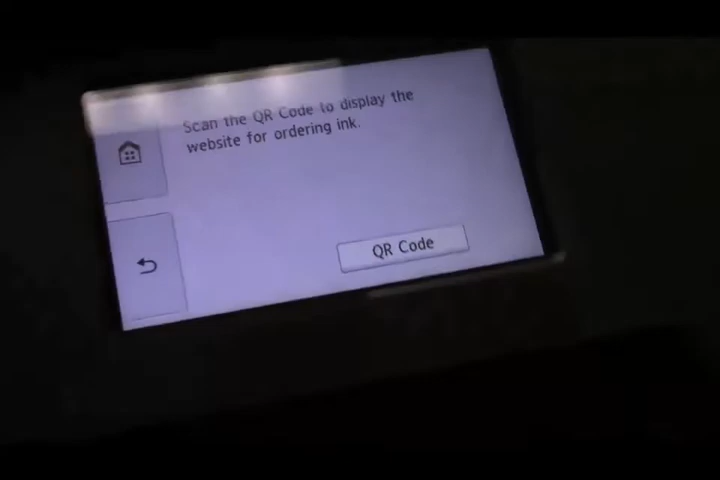 Scan the QR Code to display the
website for ordering ink.
QR Code